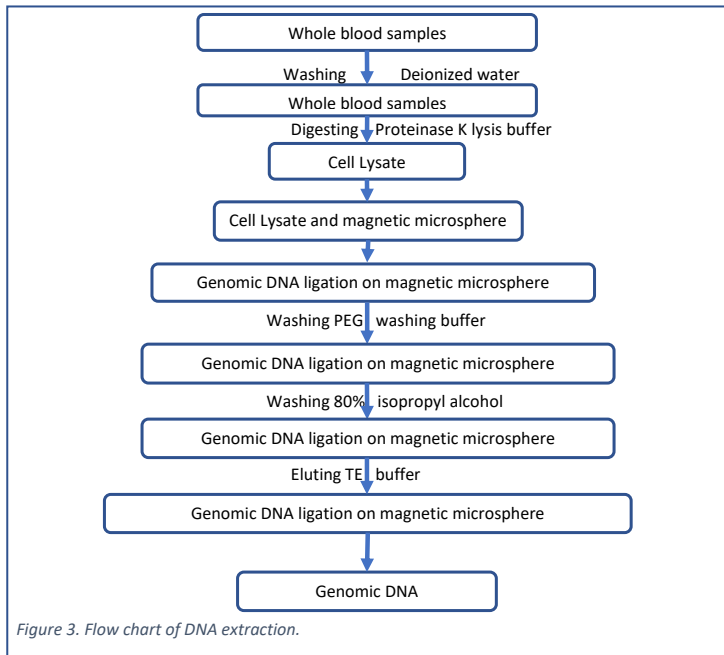 Whole blood samples
Washing Deionized water
Whole blood samples
Digesting Proteinase K lysis buffer
Cell Lysate
Cell Lysate and magnetic microsphere
Genomic DNA ligation on magnetic microsphere
Washing PEG washing buffer
Genomic DNA ligation on magnetic microsphere
Washing 80% isopropyl alcohol
Genomic DNA ligation on magnetic microsphere
Eluting TE buffer
Genomic DNA ligation on magnetic microsphere
Genomic DNA
Figure 3. Flow chart of DNA extraction.